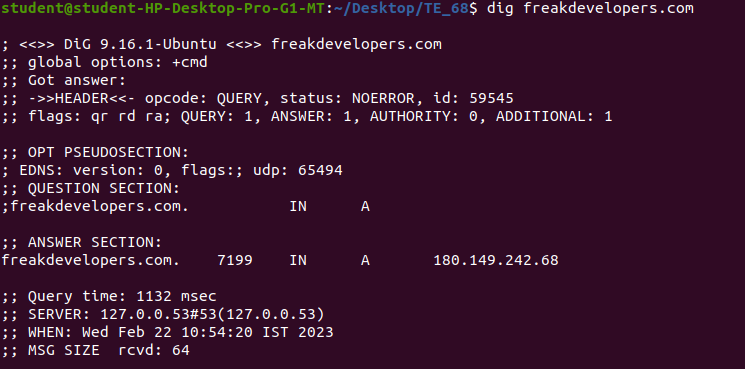 student@student-HP-Desktop-Pro-G1-MT:~/Desktop/TE_68$ dig freakdevelopers.com
; <<>> DiG 9.16.1-Ubuntu <<>> freakdevelopers.com
;; global options: +cmd
;; Got answer:
;; ->>HEADER<<- opcode: QUERY, status: NOERROR, id: 59545
;; flags: qr rd ra; QUERY: 1, ANSWER: 1, AUTHORITY: 0, ADDITIONAL: 1
;; OPT PSEUDOSECTION:
; EDNS: version: 0, flags:; udp: 65494
;; QUESTION SECTION:
;freakdevelopers.com. IN A
;; ANSWER SECTION:
freakdevelopers.com. 7199 IN A 180.149.242.68
;; Query time: 1132 msec
;; SERVER: 127.0.0.53#53(127.0.0.53)
;; WHEN: Wed Feb 22 10:54:20 IST 2023
;; MSG SIZE rcvd: 64